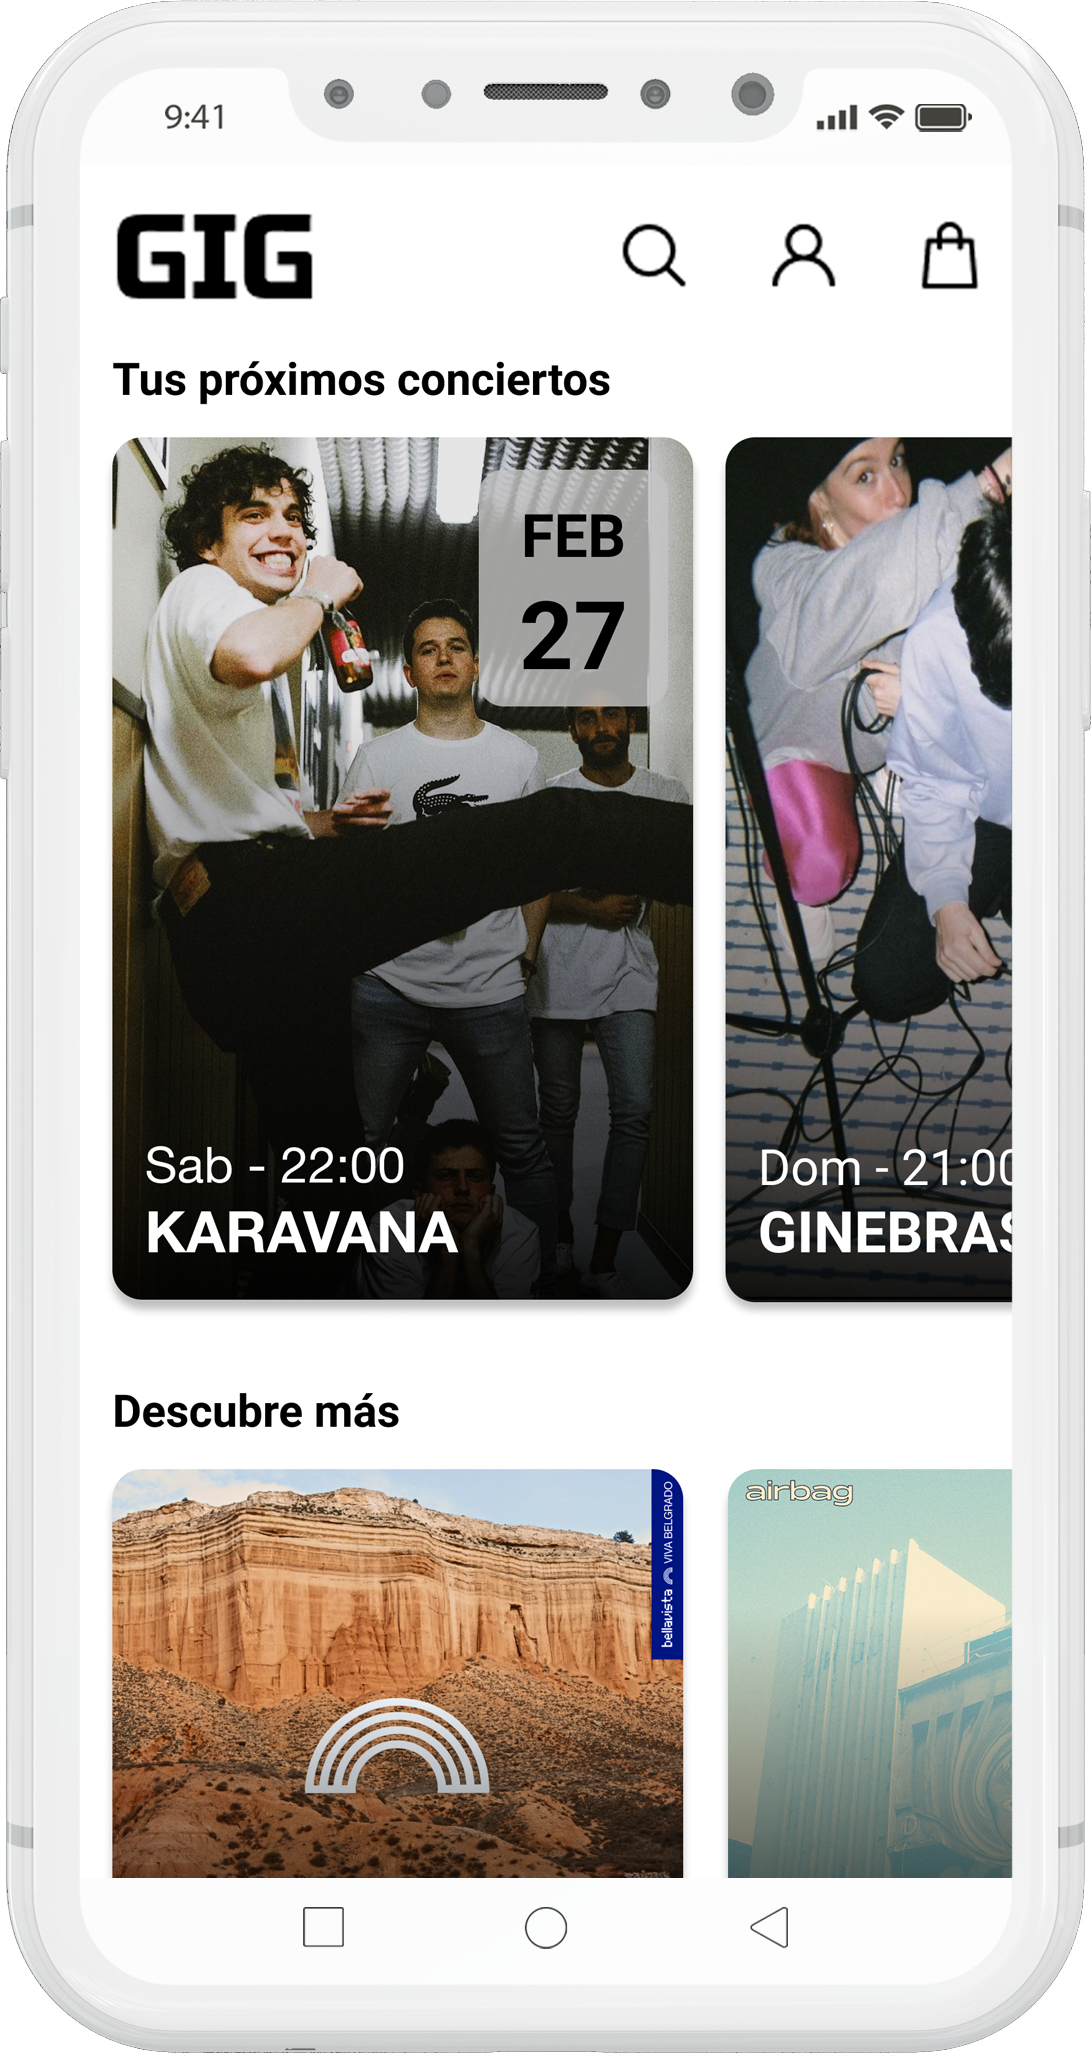 9:41
GIG
Tus próximos conciertos
FEB
27
Sab - 22:00
KARAVANA
Dom - 21:00
GINEBRAS
Descubre más
bellavista VIVA BELGRADO
airbag